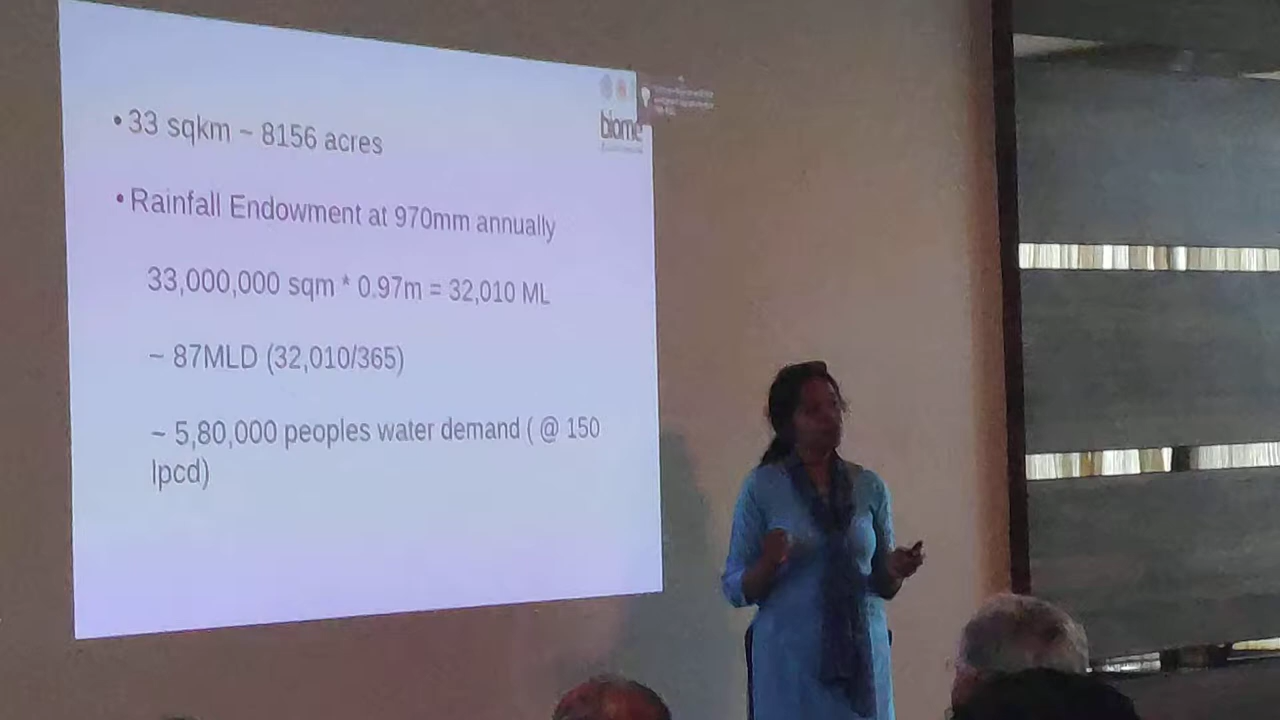 biome
•33 sqkm ~ 8156 acres
•Rainfall Endowment at 970mm annually
33,000,000 sqm * 0.97m = 32,010 ML
~ 87MLD (32,010/365)
~ 5,80,000 peoples water demand ( @ 150
lpcd)